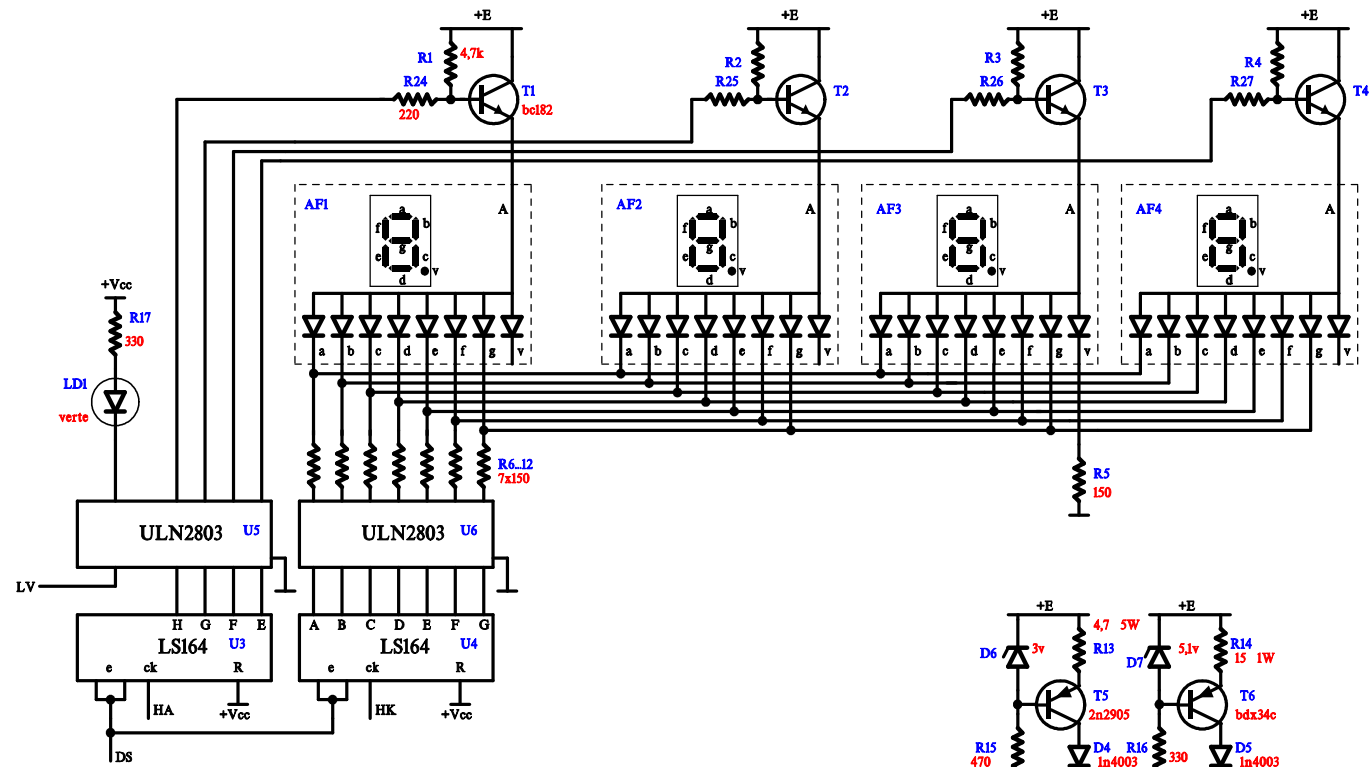 +E +E +E +E
R1 4,7k R2 R3 R4
R24 R25 R26 R27
T1 T2 T3 T4
220 bc182
AF1 A AF2 A AF3 A AF4 A
a a a a
f b f b f b f b
g g g g
e c e c e c e c
v v v v
d d d d
+Vcc
R17
330
a b c d e f g v a b c d e f g v a b c d e f g v a b c d e f g v
LD1
verte
R6...12
7x150
R5
150
ULN2803 U5 ULN2803 U6
LV
H G F E A B C D E F G
LS164 U3 LS164 U4
e ck R e ck R
HA +Vcc HK +Vcc
DS
+E +E
4,7 5W
D6 3v R13 D7 5,1v R14
15 1W
T5 T6
2n2905 bdx34c
R15 D4 R16 D5
470 1n4003 330 1n4003